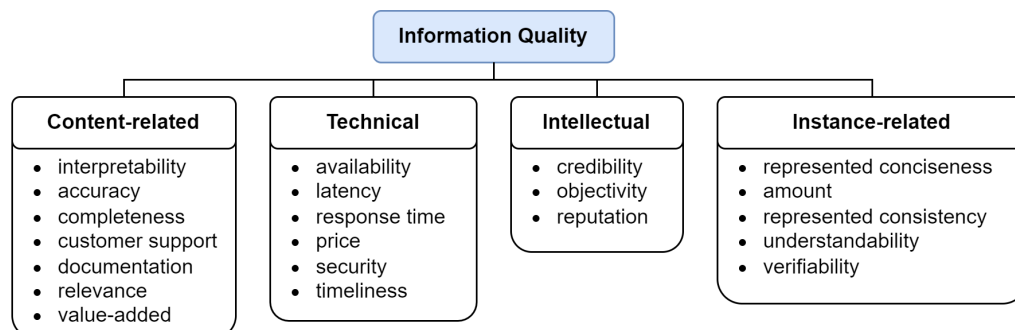 Information Quality
Content-related
interpretability
accuracy
completeness
customer support
documentation
relevance
value-added
Technical
availability
latency
response time
price
security
timeliness
Intellectual
credibility
objectivity
reputation
Instance-related
represented conciseness
amount
represented consistency
understandability
verifiability